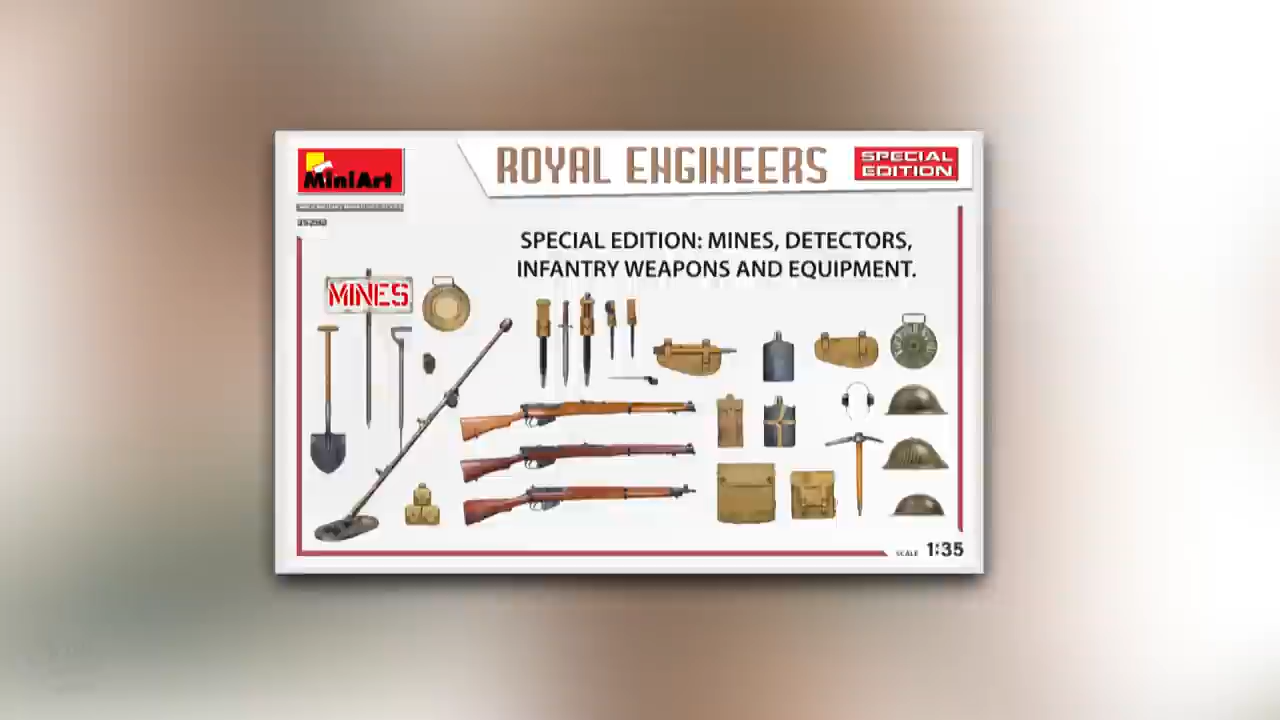 MiniArt
ROYAL ENGINEERS
SPECIAL
EDITION
SPECIAL EDITION: MINES, DETECTORS,
INFANTRY WEAPONS AND EQUIPMENT.
MINES
SCALE 1:35